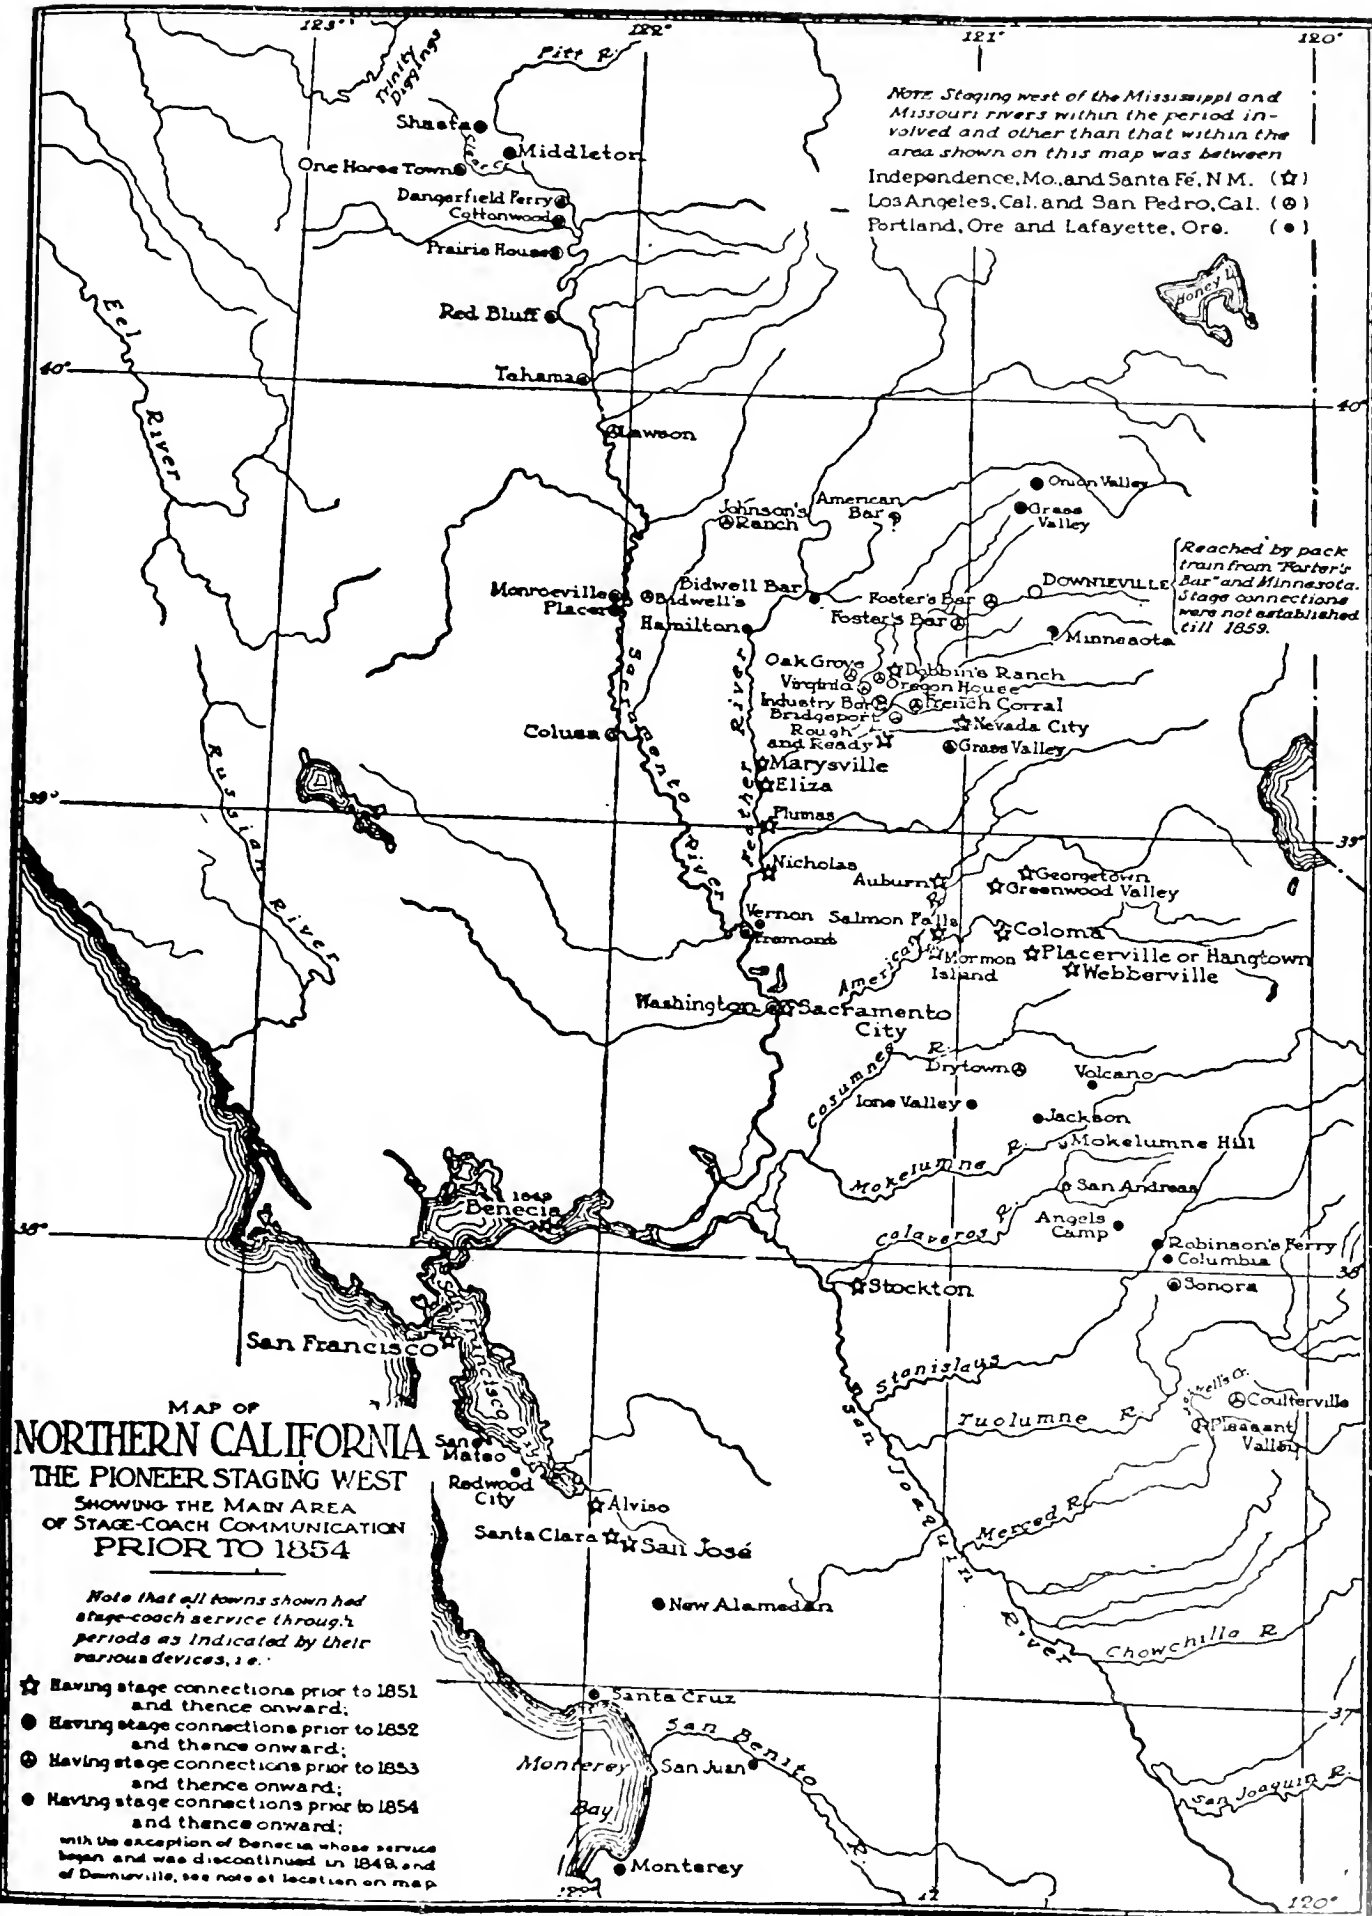 123°
122°
121°
120°
Trinity
Diggings
Pitt R.
NOTE Staging west of the Mississippi and
Missouri rivers within the period in-
volved and other than that within the
area shown on this map was between
Independence, Mo., and Santa Fé, N M. (☆)
Los Angeles, Cal. and San Pedro, Cal. (⊛)
Portland, Ore and Lafayette, Ore. (●)
Shasta
Clear Cr.
Middleton
One Horse Town
Dangerfield Ferry
Cottonwood
Prairie House
Honey L.
Red Bluff
Eel
River
40°
Tehama
40°
Lawson
Onion Valley
Johnson's
Ranch
American
Bar
Grass
Valley
Reached by pack
train from "Foster's
Bar" and Minnesota.
Stage connections
were not established
till 1859.
Monroeville
Placer
Bidwell's
Bidwell Bar
Hamilton
Foster's Bar
DOWNIEVILLE
Foster's Bar
Minnesota
Oak Grove
Dobbin's Ranch
Virginia
Oregon House
Industry Bar
French Corral
Bridgeport
Nevada City
Rough
and Ready
Grass Valley
Colusa
Sacramento
River
Feather
River
Marysville
Eliza
39°
Plumas
39°
Russian
River
Nicholas
Auburn
Georgetown
Greenwood Valley
Vernon
Salmon Falls
Fremont
Coloma
American
R.
Mormon
Island
Placerville or Hangtown
Webberville
Washington
Sacramento
City
Cosumnes
R.
Drytown
Volcano
Ione Valley
Jackson
Mokelumne R.
Mokelumne Hill
1849
Benecia
San Andreas
Angels
Camp
Calaveros R.
38°
Robinson's Ferry
Columbia
38
Sonora
Stockton
San Francisco
San Francisco Bay
Stanislaus
Tuolumne R.
Coulterville
Pleasant
Valley
San
Mateo
Redwood
City
San Joaquin
River
Merced R.
Alviso
Santa Clara
San José
New Alameden
Chowchilla R
37
Santa Cruz
San Benito
R.
Monterey
Bay
San Juan
San Joaquin R.
Monterey
120°
MAP OF
NORTHERN CALIFORNIA
THE PIONEER STAGING WEST
SHOWING THE MAIN AREA
OF STAGE-COACH COMMUNICATION
PRIOR TO 1854
Note that all towns shown had
stage-coach service through
periods as indicated by their
various devices, i.e.:
☆ Having stage connections prior to 1851
and thence onward;
● Having stage connections prior to 1852
and thence onward;
⊛ Having stage connections prior to 1853
and thence onward;
● Having stage connections prior to 1854
and thence onward;
with the exception of Benecia whose service
began and was discontinued in 1849, and
of Downieville, see note at location on map